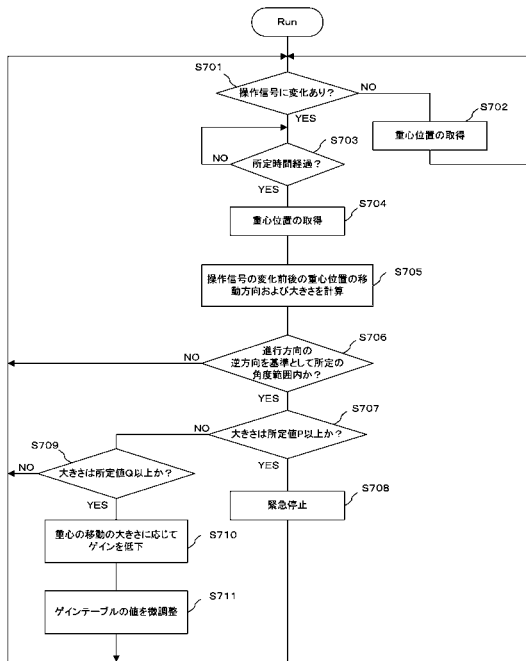 Run
S701
操作信号に変化あり?
NO
YES
S702
重心位置の取得
S703
所定時間経過?
NO
YES
S704
重心位置の取得
S705
操作信号の変化前後の重心位置の移
動方向および大きさを計算
S706
進行方向の
逆方向を基準として所定の
角度範囲内か?
NO
YES
S707
大きさは所定値P以上か?
NO
YES
S709
大きさは所定値Q以上か?
NO
YES
S708
緊急停止
S710
重心の移動の大きさに応じて
ゲインを低下
S711
ゲインテーブルの値を微調整